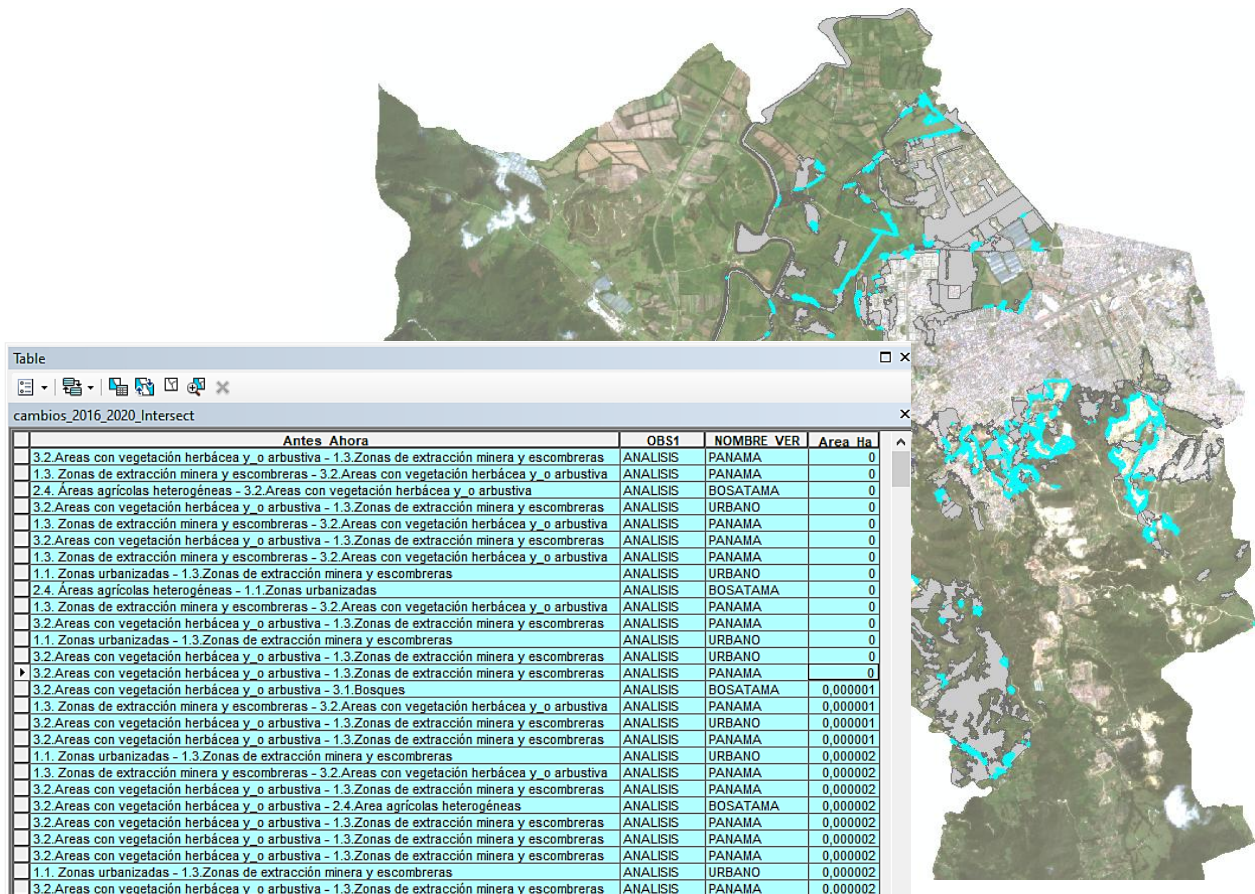 Table
cambios_2016_2020_Intersect
Antes_Ahora OBS1 NOMBRE_VER Area_Ha
3.2.Areas con vegetación herbácea y_o arbustiva - 1.3.Zonas de extracción minera y escombreras ANALISIS PANAMA 0
1.3. Zonas de extracción minera y escombreras - 3.2.Areas con vegetación herbácea y_o arbustiva ANALISIS PANAMA 0
2.4. Áreas agrícolas heterogéneas - 3.2.Areas con vegetación herbácea y_o arbustiva ANALISIS BOSATAMA 0
3.2.Areas con vegetación herbácea y_o arbustiva - 1.3.Zonas de extracción minera y escombreras ANALISIS URBANO 0
1.3. Zonas de extracción minera y escombreras - 3.2.Areas con vegetación herbácea y_o arbustiva ANALISIS PANAMA 0
3.2.Areas con vegetación herbácea y_o arbustiva - 1.3.Zonas de extracción minera y escombreras ANALISIS PANAMA 0
1.3. Zonas de extracción minera y escombreras - 3.2.Areas con vegetación herbácea y_o arbustiva ANALISIS PANAMA 0
1.1. Zonas urbanizadas - 1.3.Zonas de extracción minera y escombreras ANALISIS URBANO 0
2.4. Áreas agrícolas heterogéneas - 1.1.Zonas urbanizadas ANALISIS BOSATAMA 0
1.3. Zonas de extracción minera y escombreras - 3.2.Areas con vegetación herbácea y_o arbustiva ANALISIS PANAMA 0
3.2.Areas con vegetación herbácea y_o arbustiva - 1.3.Zonas de extracción minera y escombreras ANALISIS PANAMA 0
1.1. Zonas urbanizadas - 1.3.Zonas de extracción minera y escombreras ANALISIS URBANO 0
3.2.Areas con vegetación herbácea y_o arbustiva - 1.3.Zonas de extracción minera y escombreras ANALISIS URBANO 0
3.2.Areas con vegetación herbácea y_o arbustiva - 1.3.Zonas de extracción minera y escombreras ANALISIS PANAMA 0
3.2.Areas con vegetación herbácea y_o arbustiva - 3.1.Bosques ANALISIS BOSATAMA 0,000001
1.3. Zonas de extracción minera y escombreras - 3.2.Areas con vegetación herbácea y_o arbustiva ANALISIS PANAMA 0,000001
3.2.Areas con vegetación herbácea y_o arbustiva - 1.3.Zonas de extracción minera y escombreras ANALISIS URBANO 0,000001
3.2.Areas con vegetación herbácea y_o arbustiva - 1.3.Zonas de extracción minera y escombreras ANALISIS PANAMA 0,000001
1.1. Zonas urbanizadas - 1.3.Zonas de extracción minera y escombreras ANALISIS URBANO 0,000002
1.3. Zonas de extracción minera y escombreras - 3.2.Areas con vegetación herbácea y_o arbustiva ANALISIS PANAMA 0,000002
3.2.Areas con vegetación herbácea y_o arbustiva - 1.3.Zonas de extracción minera y escombreras ANALISIS PANAMA 0,000002
3.2.Areas con vegetación herbácea y_o arbustiva - 2.4.Area agrícolas heterogéneas ANALISIS BOSATAMA 0,000002
3.2.Areas con vegetación herbácea y_o arbustiva - 1.3.Zonas de extracción minera y escombreras ANALISIS PANAMA 0,000002
3.2.Areas con vegetación herbácea y_o arbustiva - 1.3.Zonas de extracción minera y escombreras ANALISIS PANAMA 0,000002
3.2.Areas con vegetación herbácea y_o arbustiva - 1.3.Zonas de extracción minera y escombreras ANALISIS PANAMA 0,000002
1.1. Zonas urbanizadas - 1.3.Zonas de extracción minera y escombreras ANALISIS URBANO 0,000002
3.2.Areas con vegetación herbácea y_o arbustiva - 1.3.Zonas de extracción minera y escombreras ANALISIS PANAMA 0,000002